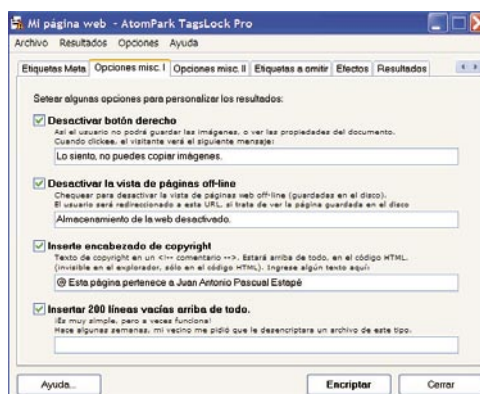 Mi página web - AtomPark TagsLock Pro
Archivo Resultados Opciones Ayuda
Etiquetas Meta Opciones misc. I Opciones misc. II Etiquetas a omitir Efectos Resultados
Setear algunas opciones para personalizar los resultados:
Desactivar botón derecho
Asi el usuario no podrá guardar las imágenes, o ver las propiedades del documento.
Cuando clickee, el visitante verá el siguiente mensaje:
Lo siento, no puedes copiar imágenes.
Desactivar la vista de páginas off-line
Chequear para desactivar la vista de páginas web off-line (guardadas en el disco).
El usuario será redireccionado a esta URL, si trata de ver la página guardada en el disco
Almacenamiento de la web desactivado.
Inserte encabezado de copyright
Texto de copyright en un <!-- comentario -->. Estará arriba de todo, en el código HTML.
(invisible en el explorador, sólo en el código HTML). Ingrese algún texto aquí:
@ Esta página pertenece a Juan Antonio Pascual Estapé
Insertar 200 líneas vacías arriba de todo.
¡Es muy simple, pero a veces funciona!
Hace algunas semanas, mi vecino me pidió que le desencriptara un archivo de este tipo.
Ayuda... Encriptar Cerrar